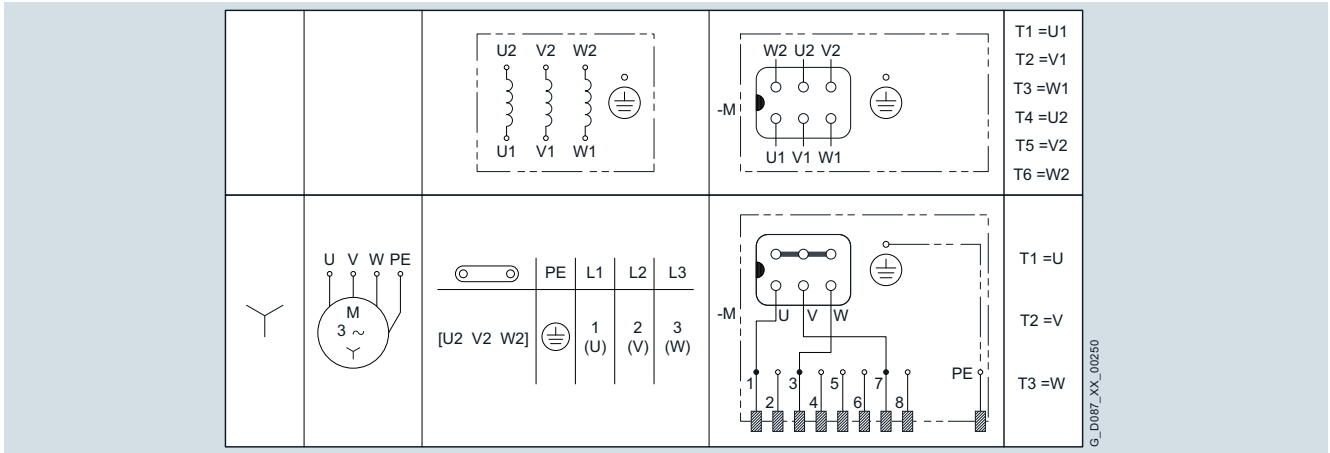 U2 V2 W2
U1 V1 W1
W2 U2 V2
-M
U1 V1 W1
T1 =U1
T2 =V1
T3 =W1
T4 =U2
T5 =V2
T6 =W2
U V W PE
M
3 ~
PE L1 L2 L3
[U2 V2 W2] 1 2 3
(U) (V) (W)
-M
U V W
1 3 5 7 PE
2 4 6 8
T1 =U
T2 =V
T3 =W
G_D087_XX_00250